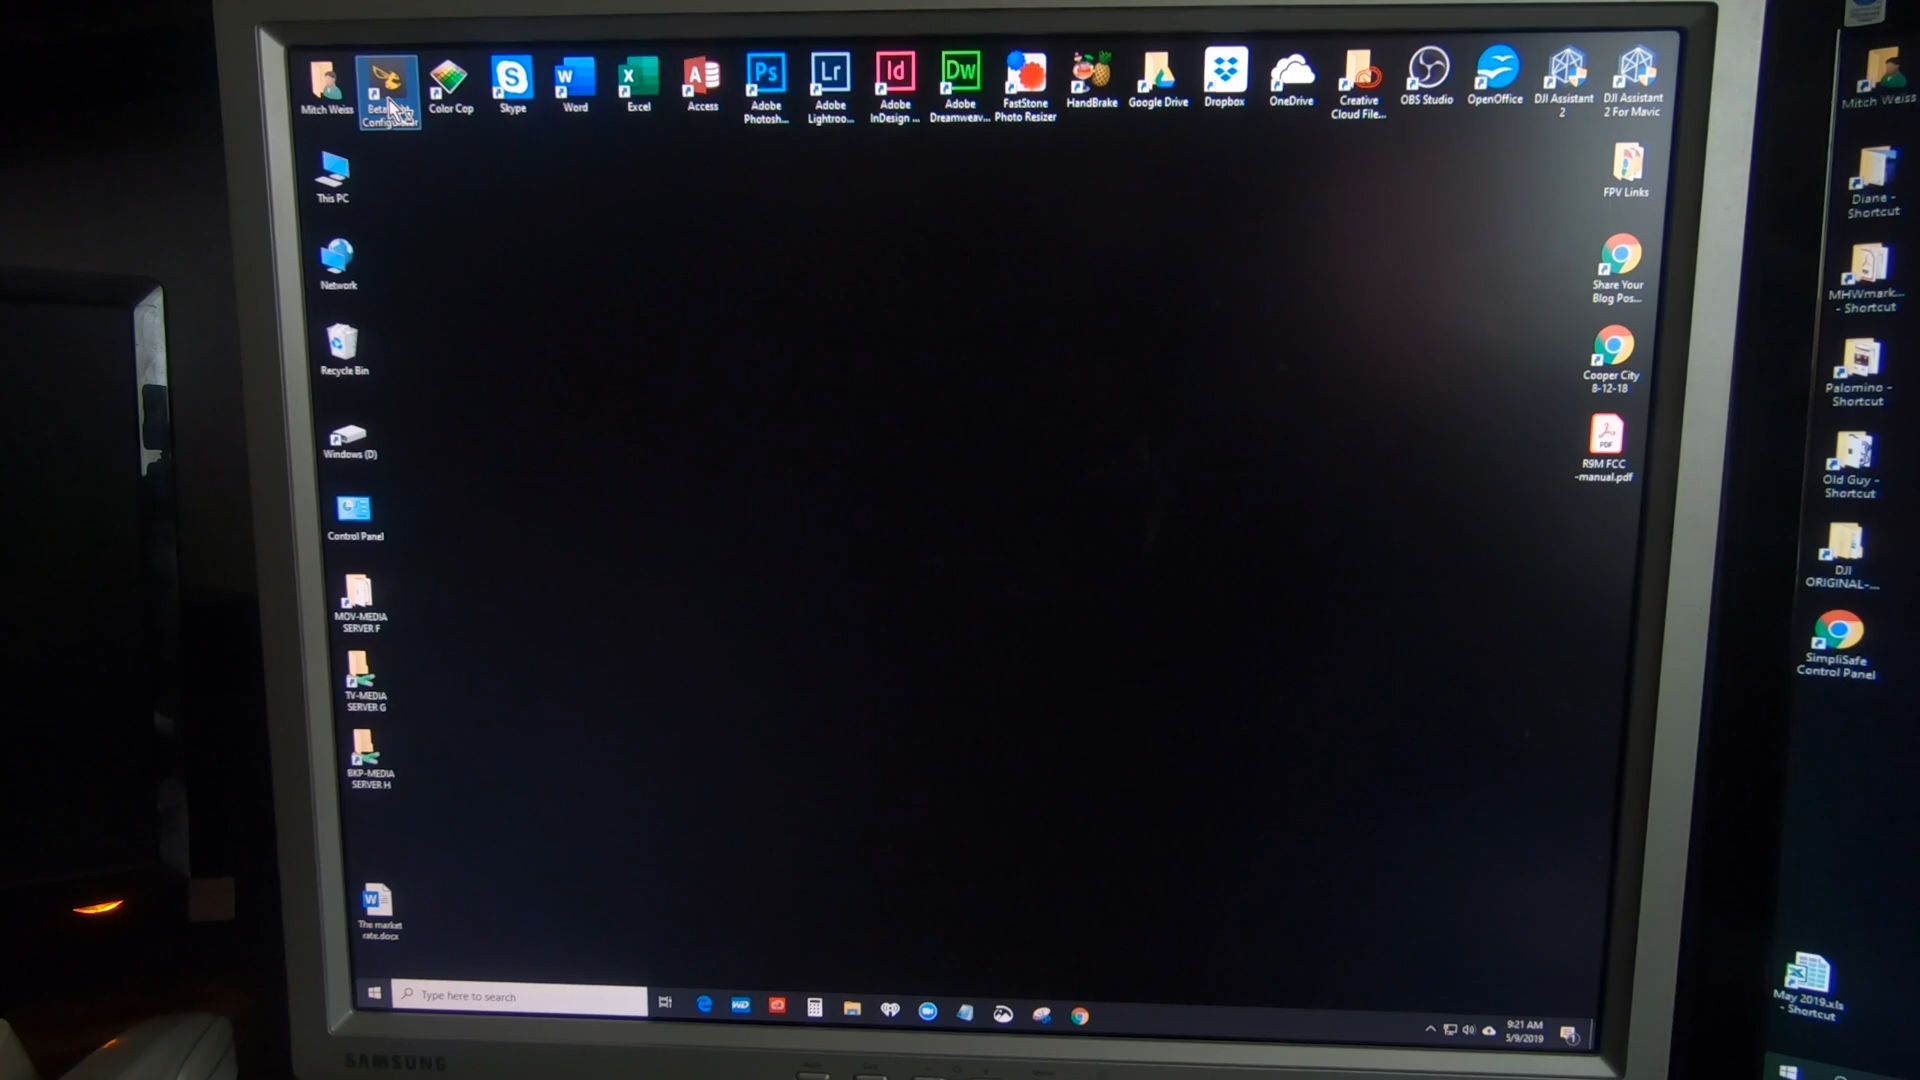 Mitch Weiss
Color Cop
Skype
Word
Excel
Access
Adobe
Photosh...
Adobe
Lightroo...
Adobe
InDesign ...
Adobe
Dreamweav...
FastStone
Photo Resizer
HandBrake
Google Drive
Dropbox
OneDrive
Creative
Cloud File...
OBS Studio
OpenOffice
DJI Assistant
2
DJI Assistant
2 For Mavic
This PC
Network
Recycle Bin
Windows (D)
Control Panel
MOV-MEDIA
SERVER F
TV-MEDIA
SERVER G
BKP-MEDIA
SERVER H
The market
rate.docx
FPV Links
Share Your
Blog Pos...
Cooper City
8-12-18
PDF
R9M FCC
-manual.pdf
Type here to search
9:21 AM
5/9/2019
SAMSUNG
Mitch Weiss
Diane -
Shortcut
MHWmark...
- Shortcut
Palomino -
Shortcut
Old Guy -
Shortcut
DJI
ORIGINAL-...
SimpliSafe
Control Panel
May 2019.xls
- Shortcut